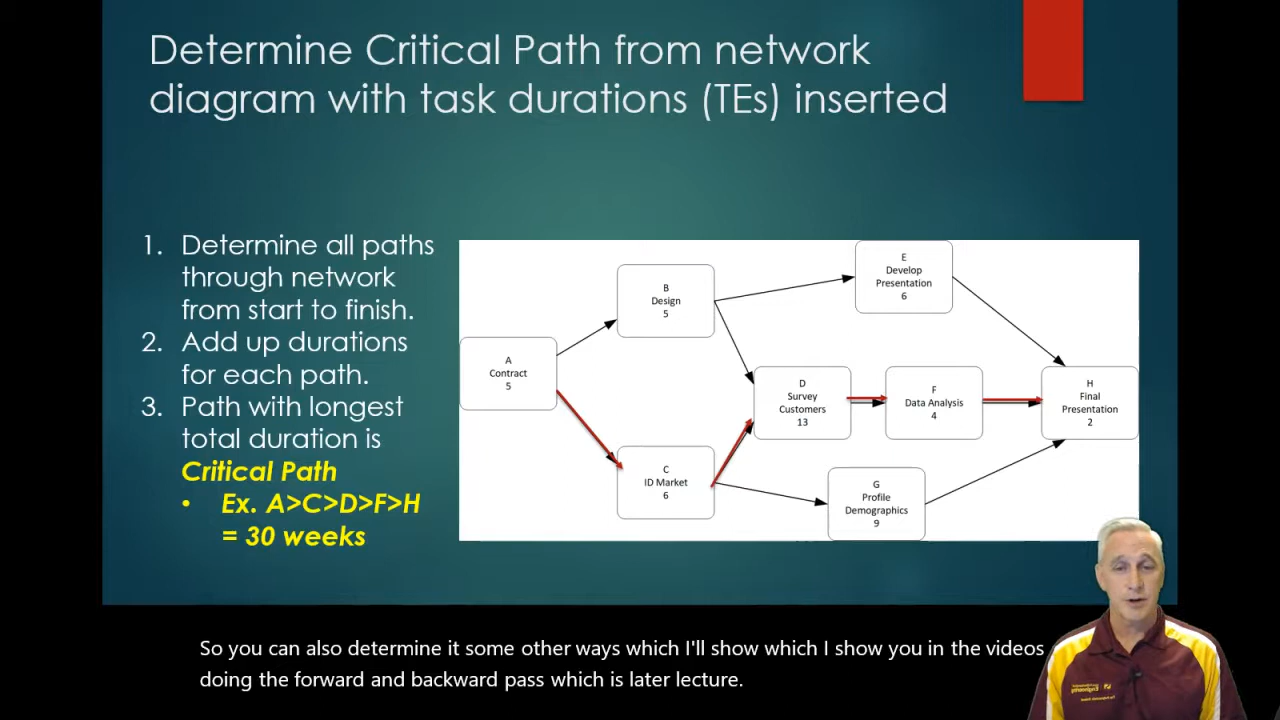 Determine Critical Path from network
diagram with task durations (TEs) inserted
1. Determine all paths
through network
from start to finish.
2. Add up durations
for each path.
3. Path with longest
total duration is
Critical Path
• Ex. A>C>D>F>H
= 30 weeks
A
Contract
5
B
Design
5
C
ID Market
6
D
Survey
Customers
13
E
Develop
Presentation
6
F
Data Analysis
4
G
Profile
Demographics
9
H
Final
Presentation
2
So you can also determine it some other ways which I'll show which I show you in the videos
doing the forward and backward pass which is later lecture.